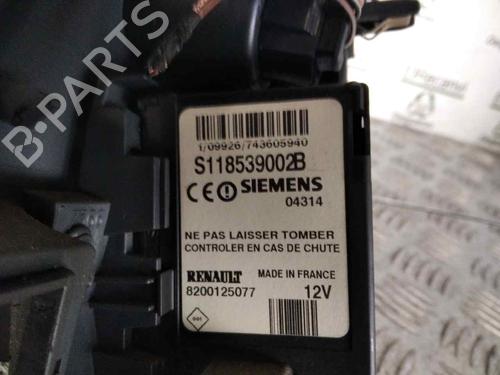 B-PARTS
1/09926/743605940
S118539002B
CE SIEMENS
04314
NE PAS LAISSER TOMBER
CONTROLER EN CAS DE CHUTE
RENAULT MADE IN FRANCE
8200125077 12V